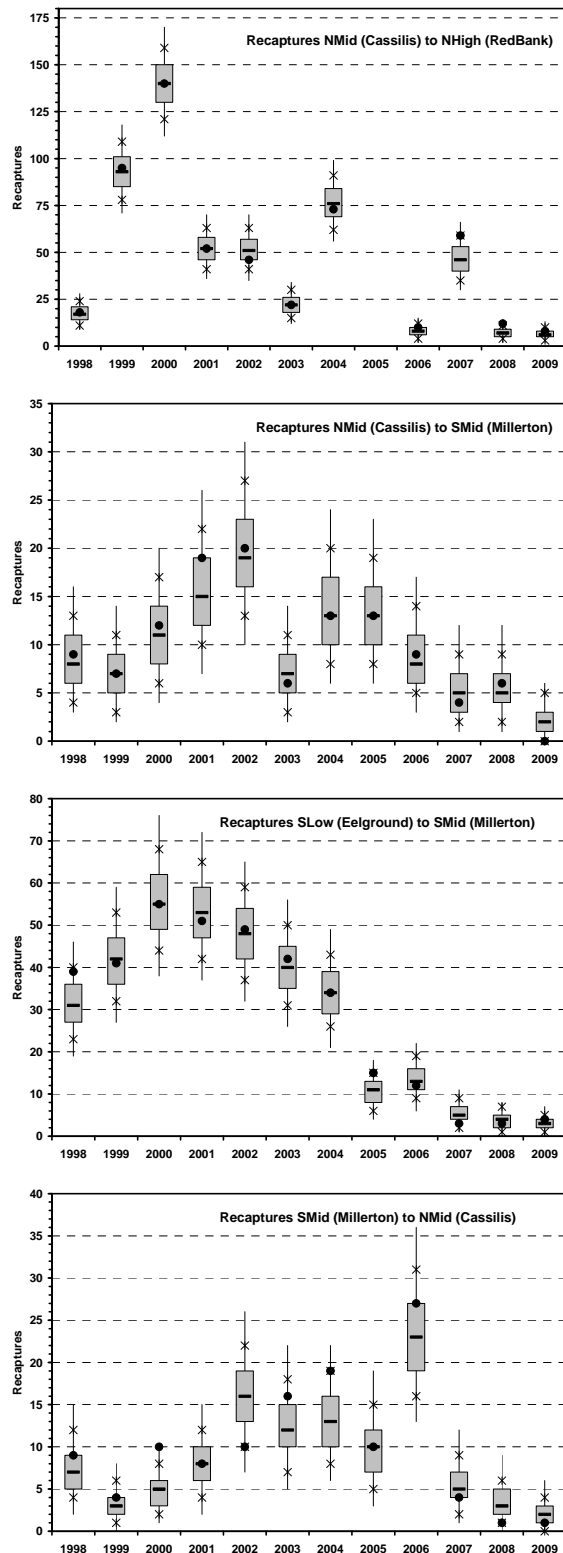 Recaptures NMid (Cassilis) to NHigh (RedBank)
Recaptures
175
150
125
100
75
50
25
0
1998 1999 2000 2001 2002 2003 2004 2005 2006 2007 2008 2009
Recaptures NMid (Cassilis) to SMid (Millerton)
Recaptures
35
30
25
20
15
10
5
0
1998 1999 2000 2001 2002 2003 2004 2005 2006 2007 2008 2009
Recaptures SLow (Eelground) to SMid (Millerton)
Recaptures
80
70
60
50
40
30
20
10
0
1998 1999 2000 2001 2002 2003 2004 2005 2006 2007 2008 2009
Recaptures SMid (Millerton) to NMid (Cassilis)
Recaptures
40
35
30
25
20
15
10
5
0
1998 1999 2000 2001 2002 2003 2004 2005 2006 2007 2008 2009